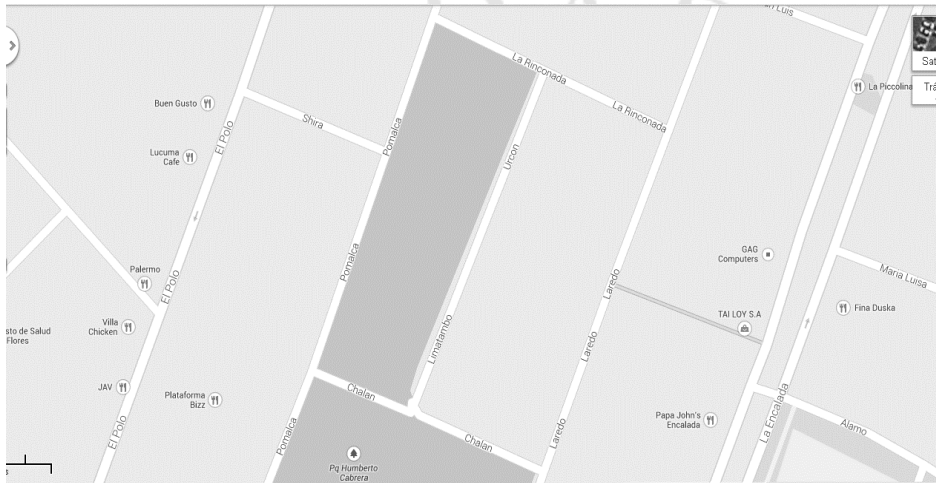 Luis
Sat
La Rinconada
La Piccolina
Trá
Buen Gusto
La Rinconada
Shira
El Polo
Pomalca
Lucuma
Cafe
Urcon
GAG
Computers
Pomalca
Palermo
Maria Luisa
El Polo
Laredo
Fina Duska
TAI LOY S.A
Villa
Chicken
sto de Salud
Flores
Limatambo
Laredo
JAV
Plataforma
Bizz
Chalan
La Encalada
Papa John's
Encalada
Alamo
El Polo
Pomalca
Chalan
Laredo
Pq Humberto
Cabrera